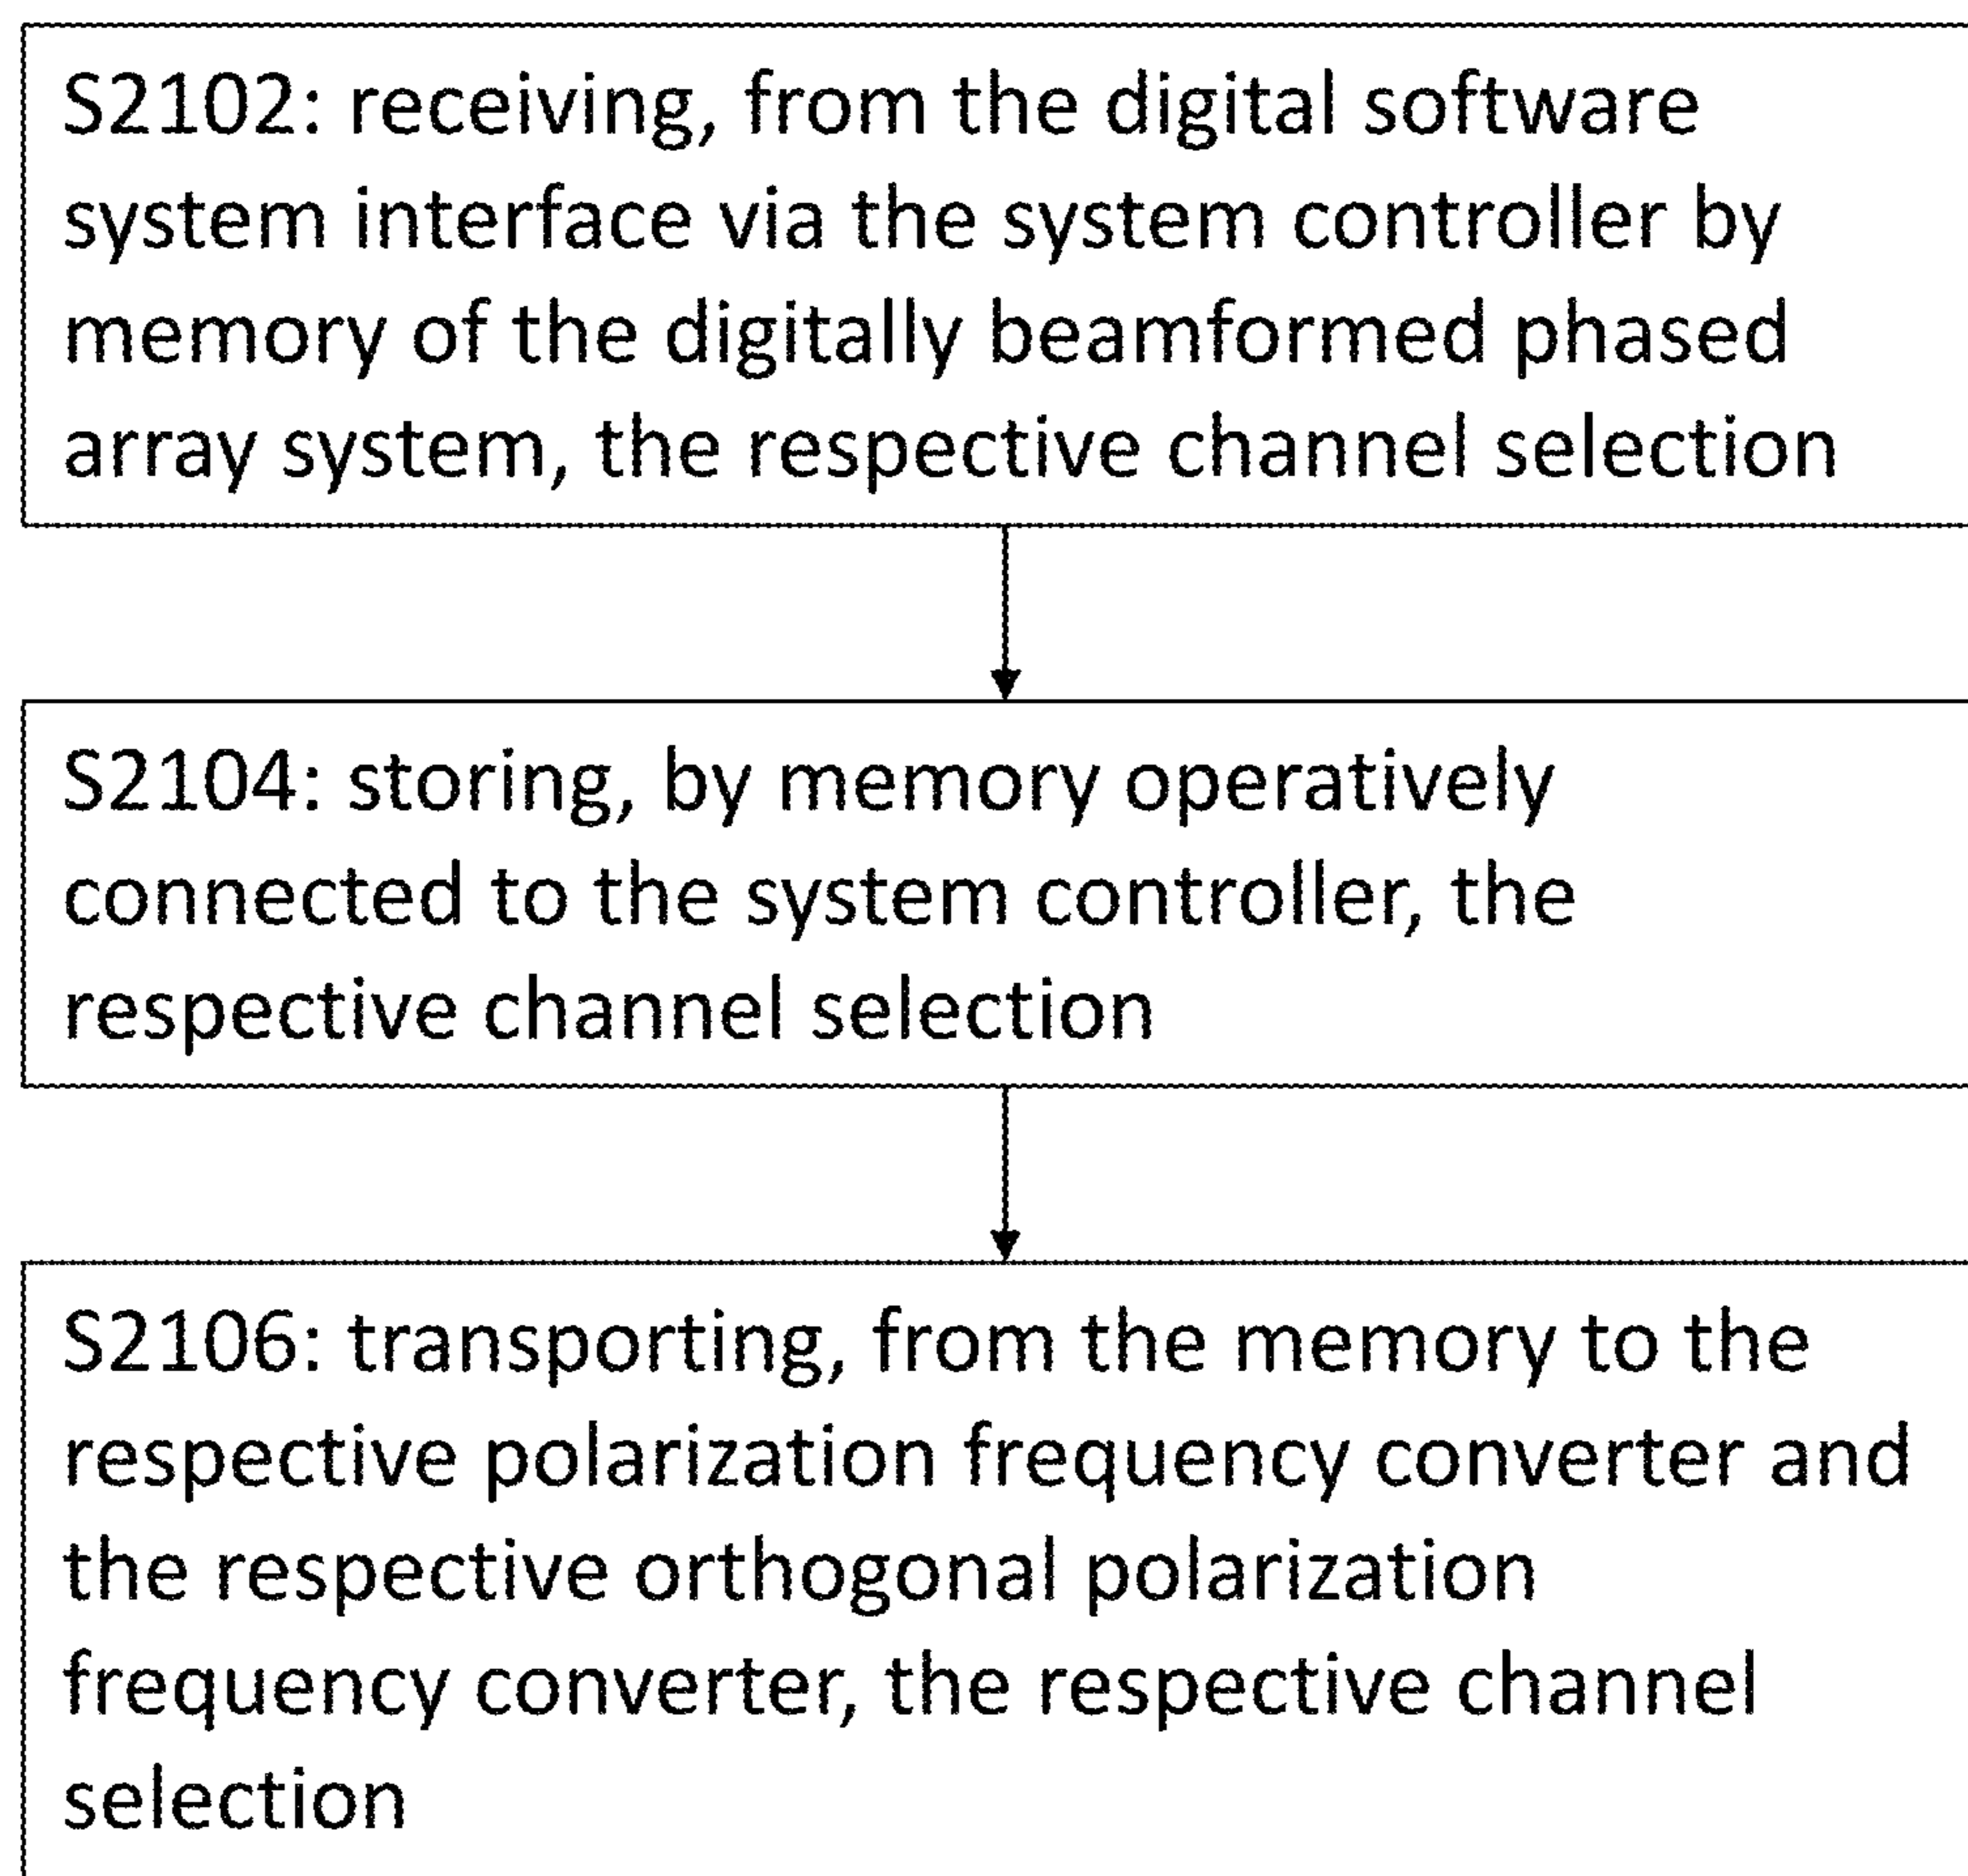 S2102: receiving, from the digital software
system interface via the system controller by
memory of the digitally beamformed phased
array system, the respective channel selection
S2104: storing, by memory operatively
connected to the system controller, the
respective channel selection
S2106: transporting, from the memory to the
respective polarization frequency converter and
the respective orthogonal polarization
frequency converter, the respective channel
selection